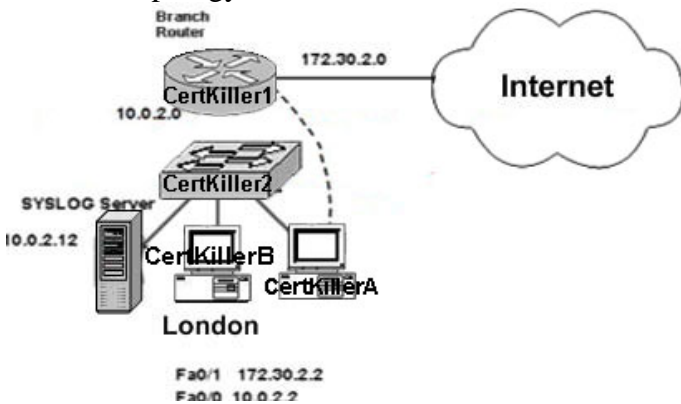 Branch
Router
172.30.2.0
Internet
CertKiller1
10.0.2.0
CertKiller2
SYSLOG Server
10.0.2.12
CertKillerB
CertKillerA
London
Fa0/1 172.30.2.2
Fa0/0 10.0.2.2